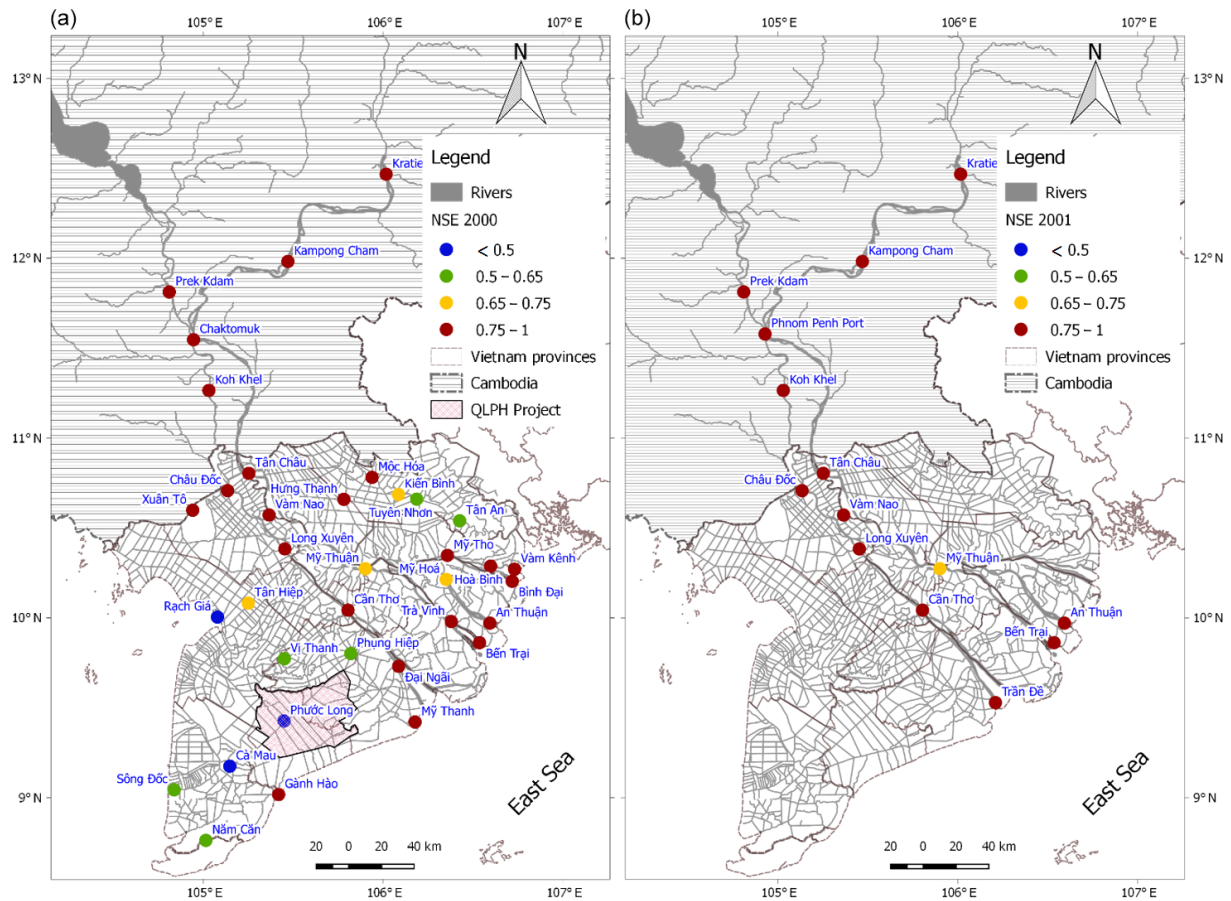 (a)
105° E
106° E
107° E
13° N
12° N
11° N
10° N
9° N
N
Legend
Rivers
NSE 2000
< 0.5
0.5 – 0.65
0.65 – 0.75
0.75 – 1
Vietnam provinces
Cambodia
QLPH Project
Kratie
Kampong Cham
Prek Kdam
Chaktomuk
Koh Khel
Tân Châu
Mộc Hóa
Châu Đốc
Hưng Thạnh
Kiến Bình
Xuân Tô
Vàm Nao
Tuyên Nhơn
Tân An
Long Xuyên
Mỹ Tho
Mỹ Thuận
Mỹ Hoá
Vàm Kênh
Hoà Bình
Bình Đại
Tân Hiệp
Rạch Giá
Cần Thơ
Trà Vinh
An Thuận
Vị Thanh
Phụng Hiệp
Bến Trại
Đại Ngãi
Phước Long
Mỹ Thanh
Cà Mau
Sông Đốc
Gành Hào
Năm Căn
East Sea
20 0 20 40 km
105° E
106° E
107° E
(b)
105° E
106° E
107° E
13° N
12° N
11° N
10° N
9° N
N
Legend
Rivers
NSE 2001
< 0.5
0.5 – 0.65
0.65 – 0.75
0.75 – 1
Vietnam provinces
Cambodia
Kratie
Kampong Cham
Prek Kdam
Phnom Penh Port
Koh Khel
Tân Châu
Châu Đốc
Vàm Nao
Long Xuyên
Mỹ Thuận
Cần Thơ
An Thuận
Bến Trại
Trần Đê
East Sea
20 0 20 40 km
105° E
106° E
107° E